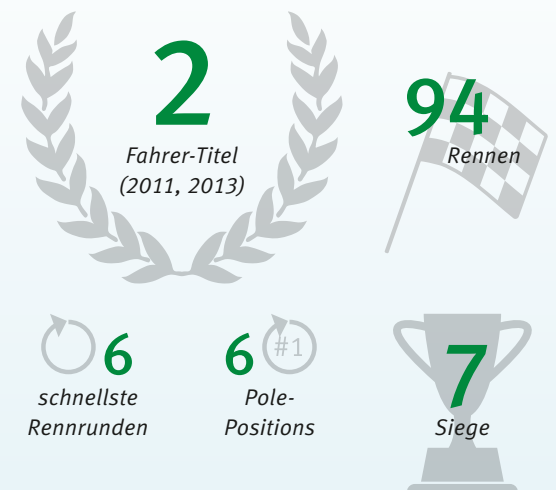 2
Fahrer-Titel
(2011, 2013)
94
Rennen
6
schnellste
Rennrunden
6
#1
Pole-
Positions
7
Siege